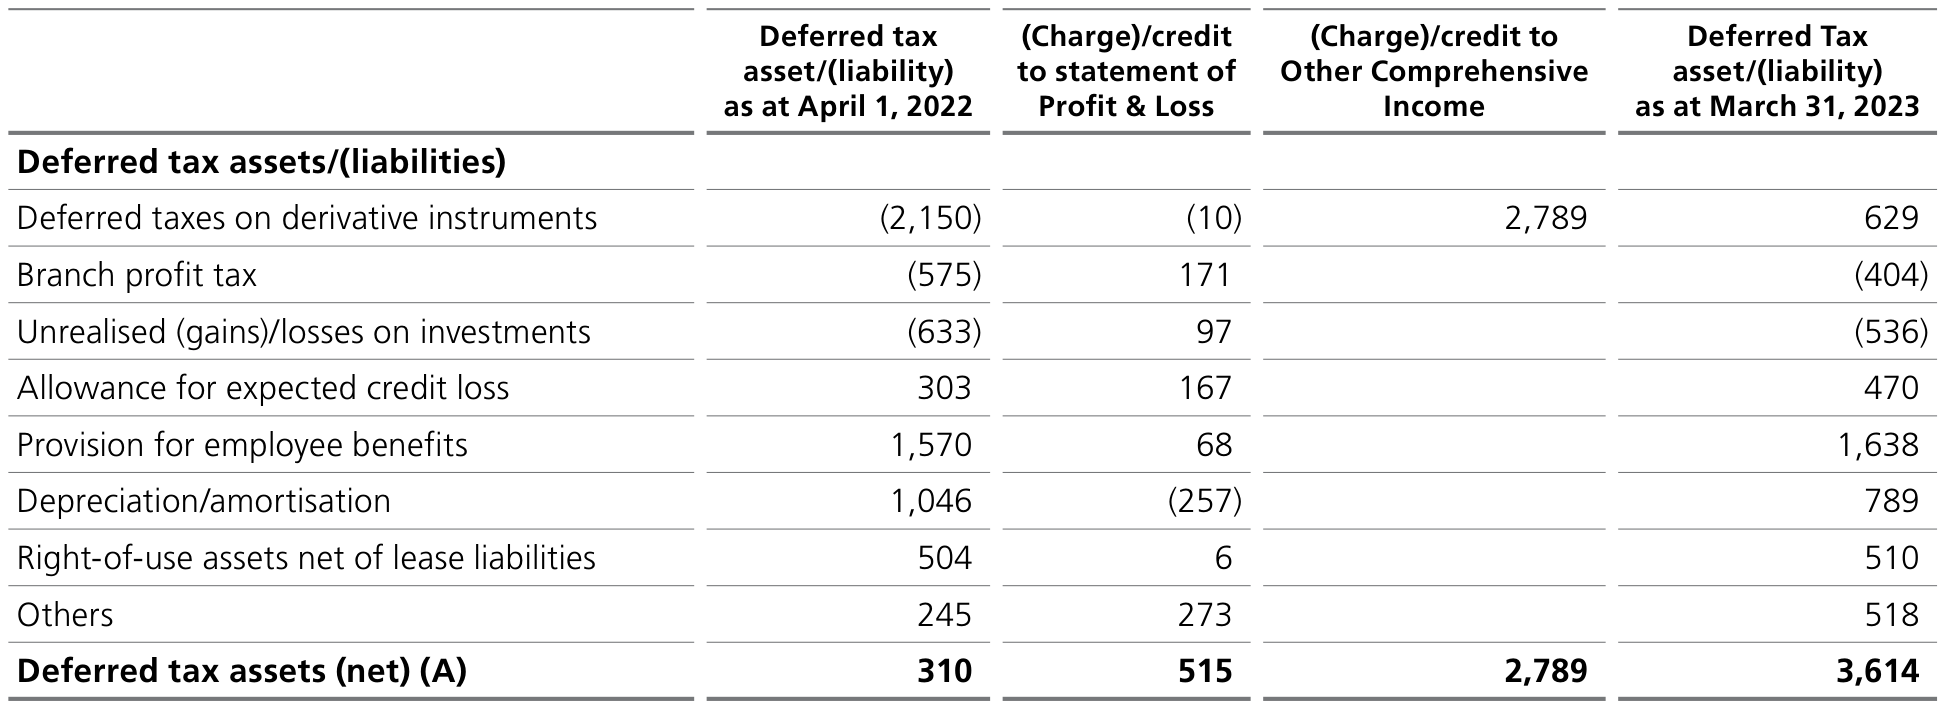 Deferred tax asset/(liability) as at April 1, 2022 (Charge)/credit to statement of Profit & Loss (Charge)/credit to Other Comprehensive Income Deferred Tax asset/(liability) as at March 31, 2023
Deferred tax assets/(liabilities)
Deferred taxes on derivative instruments (2,150) (10) 2,789 629
Branch profit tax (575) 171 (404)
Unrealised (gains)/losses on investments (633) 97 (536)
Allowance for expected credit loss 303 167 470
Provision for employee benefits 1,570 68 1,638
Depreciation/amortisation 1,046 (257) 789
Right-of-use assets net of lease liabilities 504 6 510
Others 245 273 518
Deferred tax assets (net) (A) 310 515 2,789 3,614